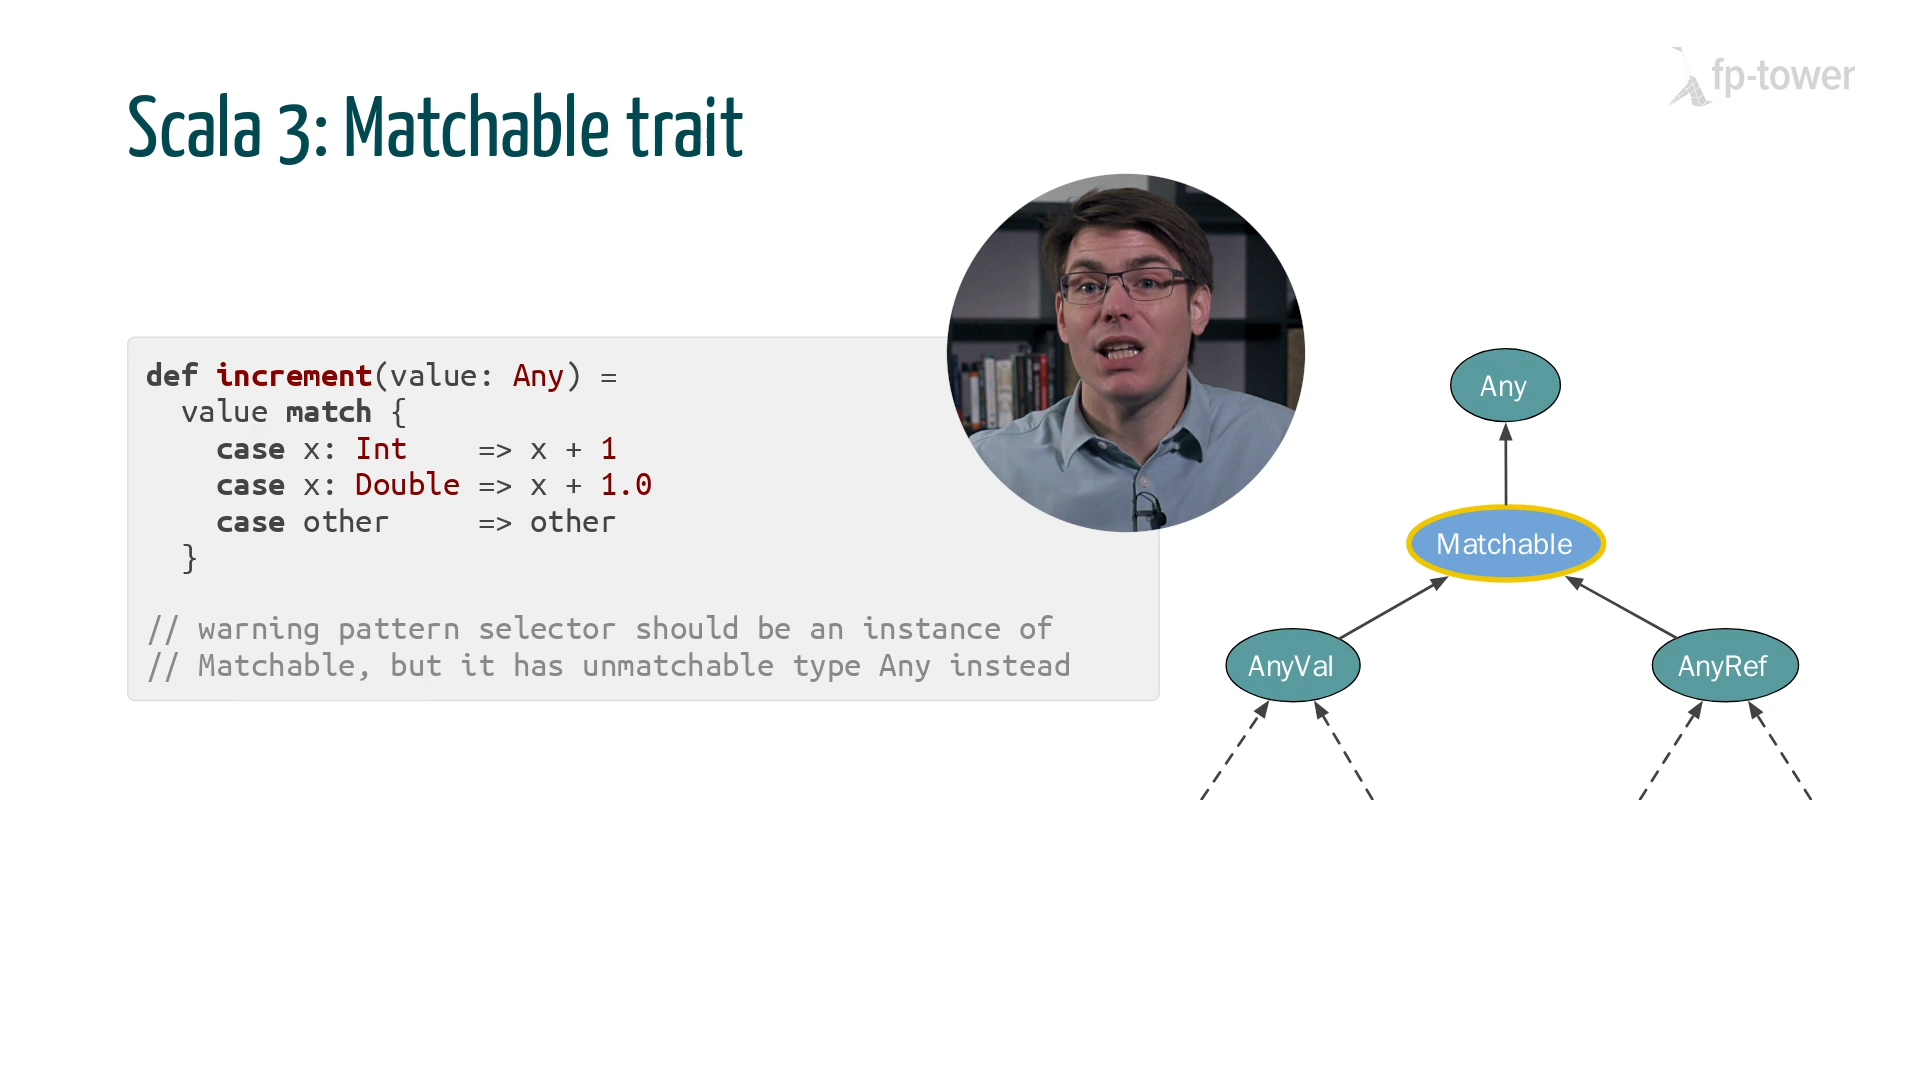 fp-tower
Scala 3: Matchable trait
def increment(value: Any) =
  value match {
    case x: Int    => x + 1
    case x: Double => x + 1.0
    case other     => other
  }
// warning pattern selector should be an instance of
// Matchable, but it has unmatchable type Any instead
Any
Matchable
AnyVal
AnyRef